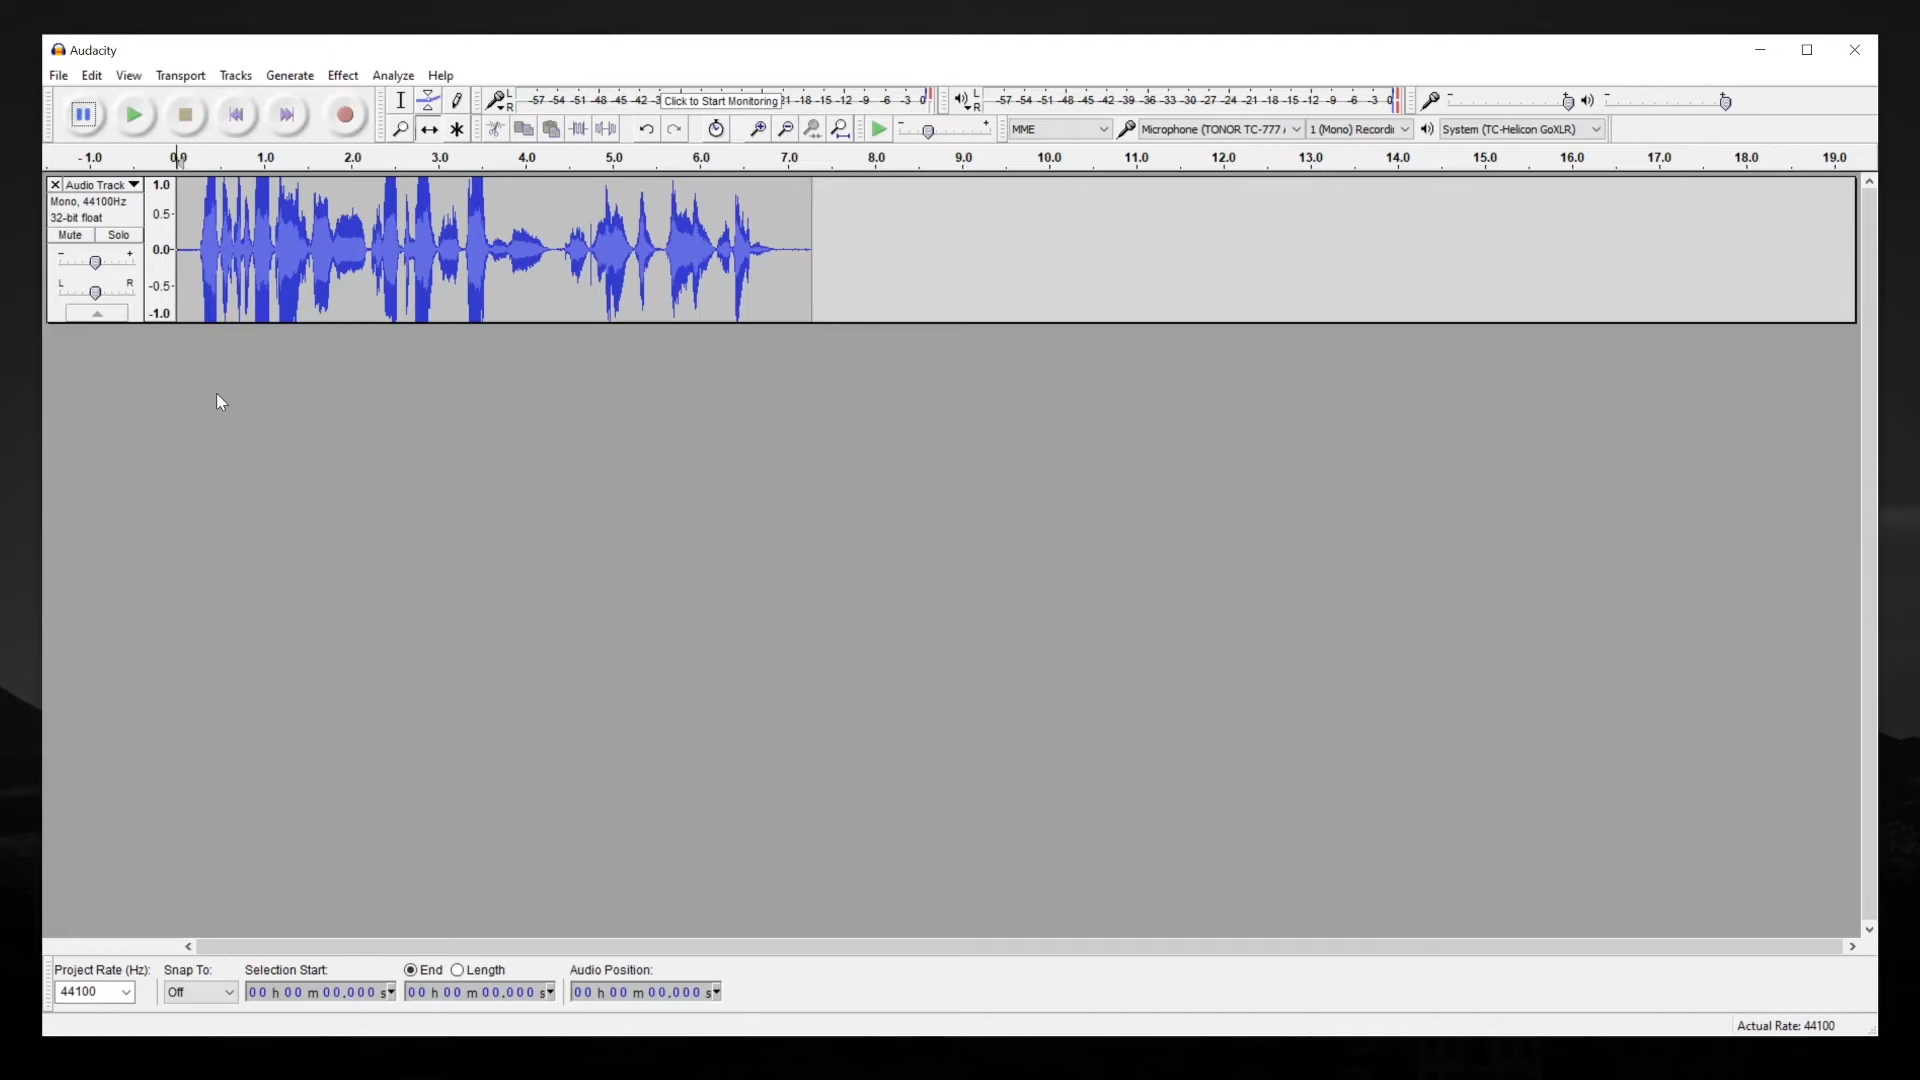 Audacity
File Edit View Transport Tracks Generate Effect Analyze Help
L R -57 -54 -51 -48 -45 -42 -3 Click to Start Monitoring 21 -18 -15 -12 -9 -6 -3 0 L R -57 -54 -51 -48 -45 -42 -39 -36 -33 -30 -27 -24 -21 -18 -15 -12 -9 -6 -3 0 - + - +
- + MME Microphone (TONOR TC-777 / 1 (Mono) Recordi System (TC-Helicon GoXLR)
-1.0 0.0 1.0 2.0 3.0 4.0 5.0 6.0 7.0 8.0 9.0 10.0 11.0 12.0 13.0 14.0 15.0 16.0 17.0 18.0 19.0
Audio Track 1.0
Mono, 44100Hz
32-bit float 0.5-
Mute Solo
- + 0.0-
L R -0.5-
-1.0
Project Rate (Hz): Snap To: Selection Start: End Length Audio Position:
44100 Off 00 h 00 m 00.000 s 00 h 00 m 00.000 s 00 h 00 m 00.000 s
Actual Rate: 44100